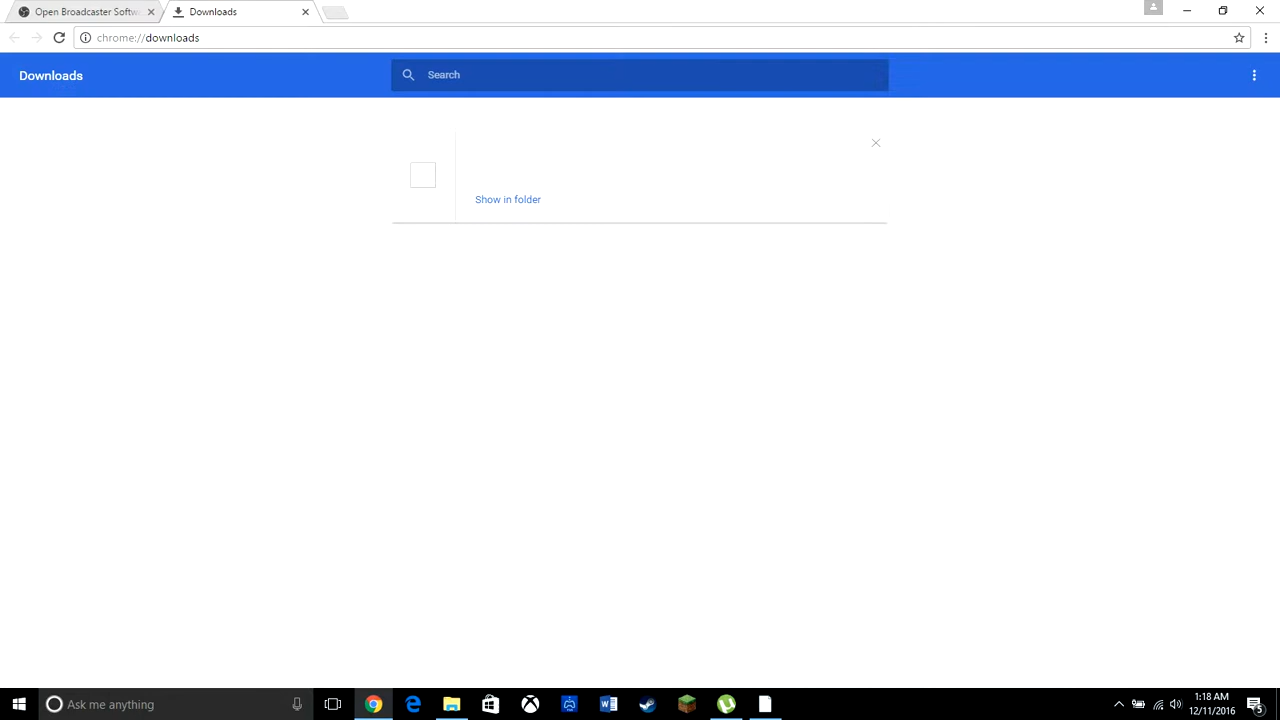 Open Broadcaster Softw
Downloads
chrome://downloads
Downloads
Search
Show in folder
Ask me anything
1:18 AM
12/11/2016
5